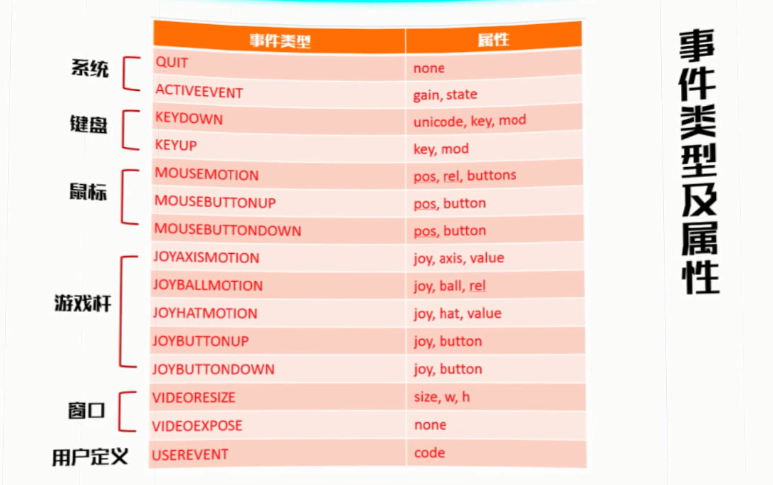 事件类型及属性
事件类型 属性
系统
QUIT none
ACTIVEEVENT gain, state
键盘
KEYDOWN unicode, key, mod
KEYUP key, mod
鼠标
MOUSEMOTION pos, rel, buttons
MOUSEBUTTONUP pos, button
MOUSEBUTTONDOWN pos, button
游戏杆
JOYAXISMOTION joy, axis, value
JOYBALLMOTION joy, ball, rel
JOYHATMOTION joy, hat, value
JOYBUTTONUP joy, button
JOYBUTTONDOWN joy, button
窗口
VIDEORESIZE size, w, h
VIDEOEXPOSE none
用户定义 USEREVENT code